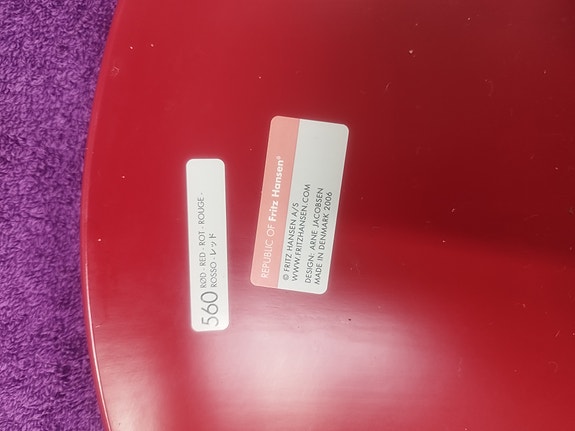 560
RØD · RED · ROT · ROUGE ·
ROSSO · レッド
REPUBLIC OF Fritz Hansen®
© FRITZ HANSEN A/S
WWW.FRITZHANSEN.COM
DESIGN: ARNE JACOBSEN
MADE IN DENMARK 2006